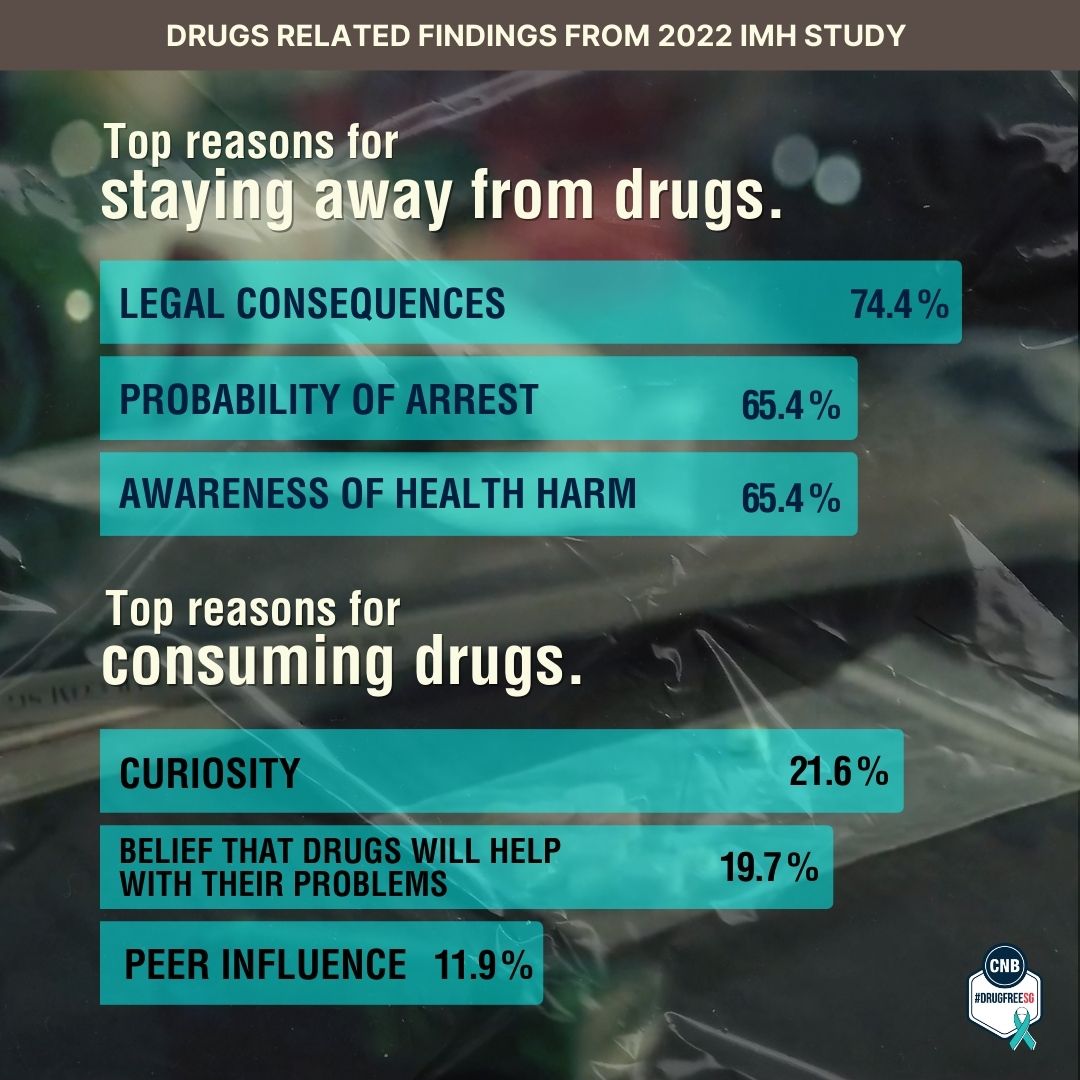 DRUGS RELATED FINDINGS FROM 2022 IMH STUDY
Top reasons for
staying away from drugs.
LEGAL CONSEQUENCES 74.4%
PROBABILITY OF ARREST 65.4%
AWARENESS OF HEALTH HARM 65.4%
Top reasons for
consuming drugs.
CURIOSITY 21.6%
BELIEF THAT DRUGS WILL HELP
WITH THEIR PROBLEMS 19.7%
PEER INFLUENCE 11.9%
CNB
#DRUGFREESG